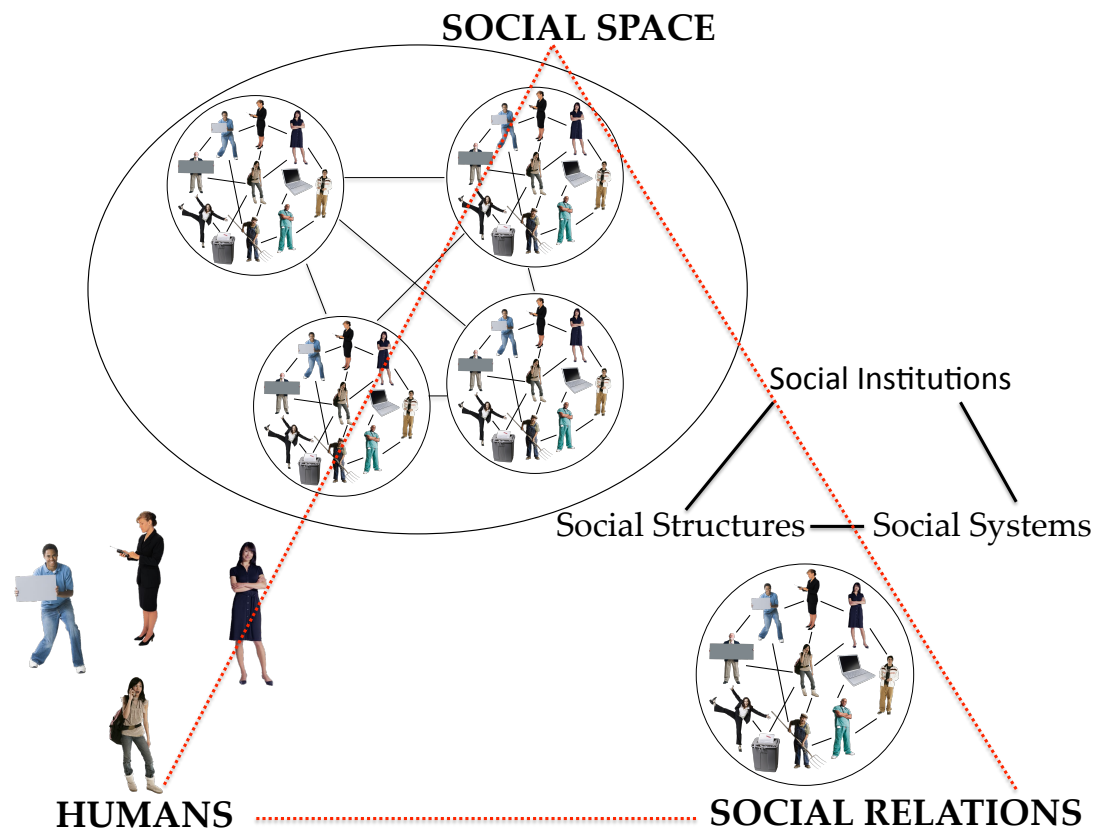 SOCIAL SPACE
Social Institutions
Social Structures
Social Systems
HUMANS
SOCIAL RELATIONS